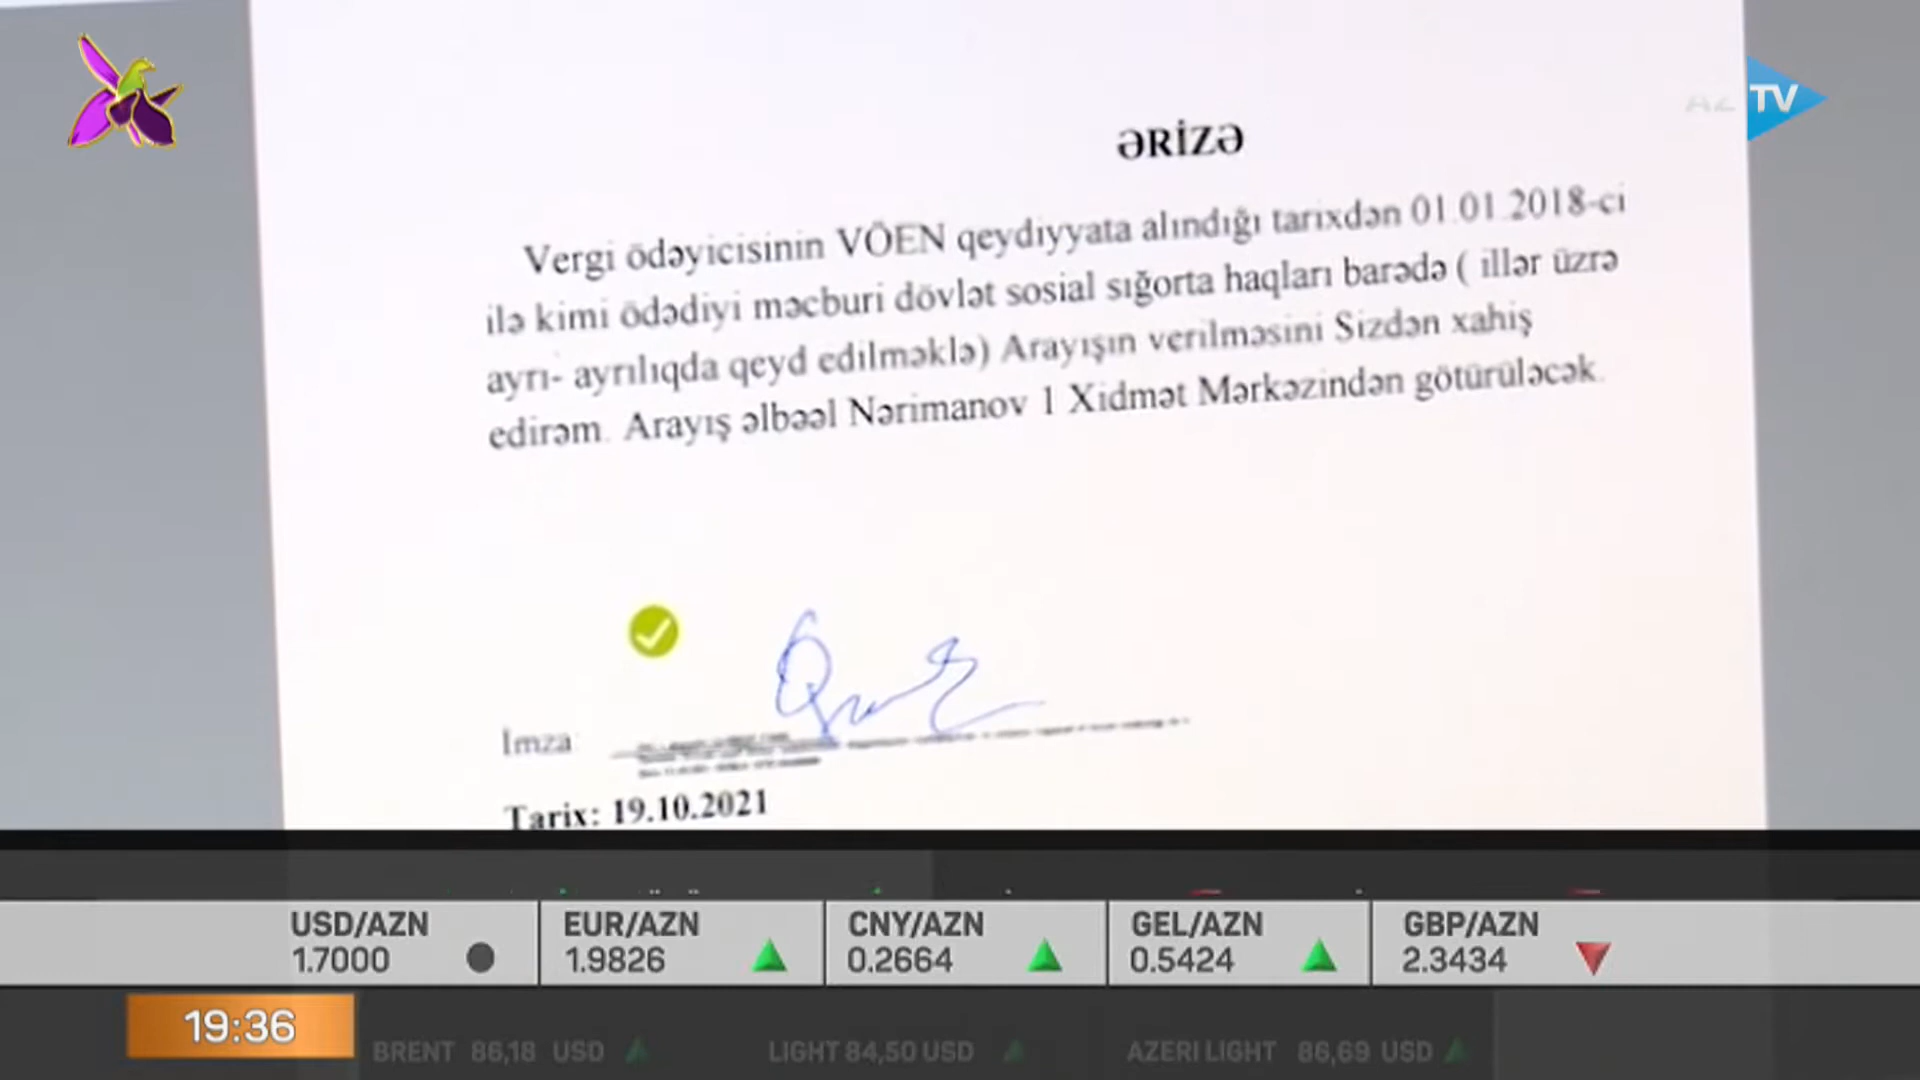 AZ TV
ƏRİZƏ
Vergi ödəyicisinin VÖEN qeydiyyata alındığı tarixdən 01.01.2018-ci
ilə kimi ödədiyi məcburi dövlət sosial sığorta haqları barədə ( illər üzrə
ayrı- ayrılıqda qeyd edilməklə) Arayışın verilməsini Sizdən xahiş
edirəm. Arayış əlbəəl Nərimanov 1 Xidmət Mərkəzindən götürüləcək.
İmza:
Tarix: 19.10.2021
USD/AZN EUR/AZN CNY/AZN GEL/AZN GBP/AZN
1.7000 1.9826 0.2664 0.5424 2.3434
19:36
BRENT 86,18 USD LIGHT 84,50 USD AZERI LIGHT 86,69 USD